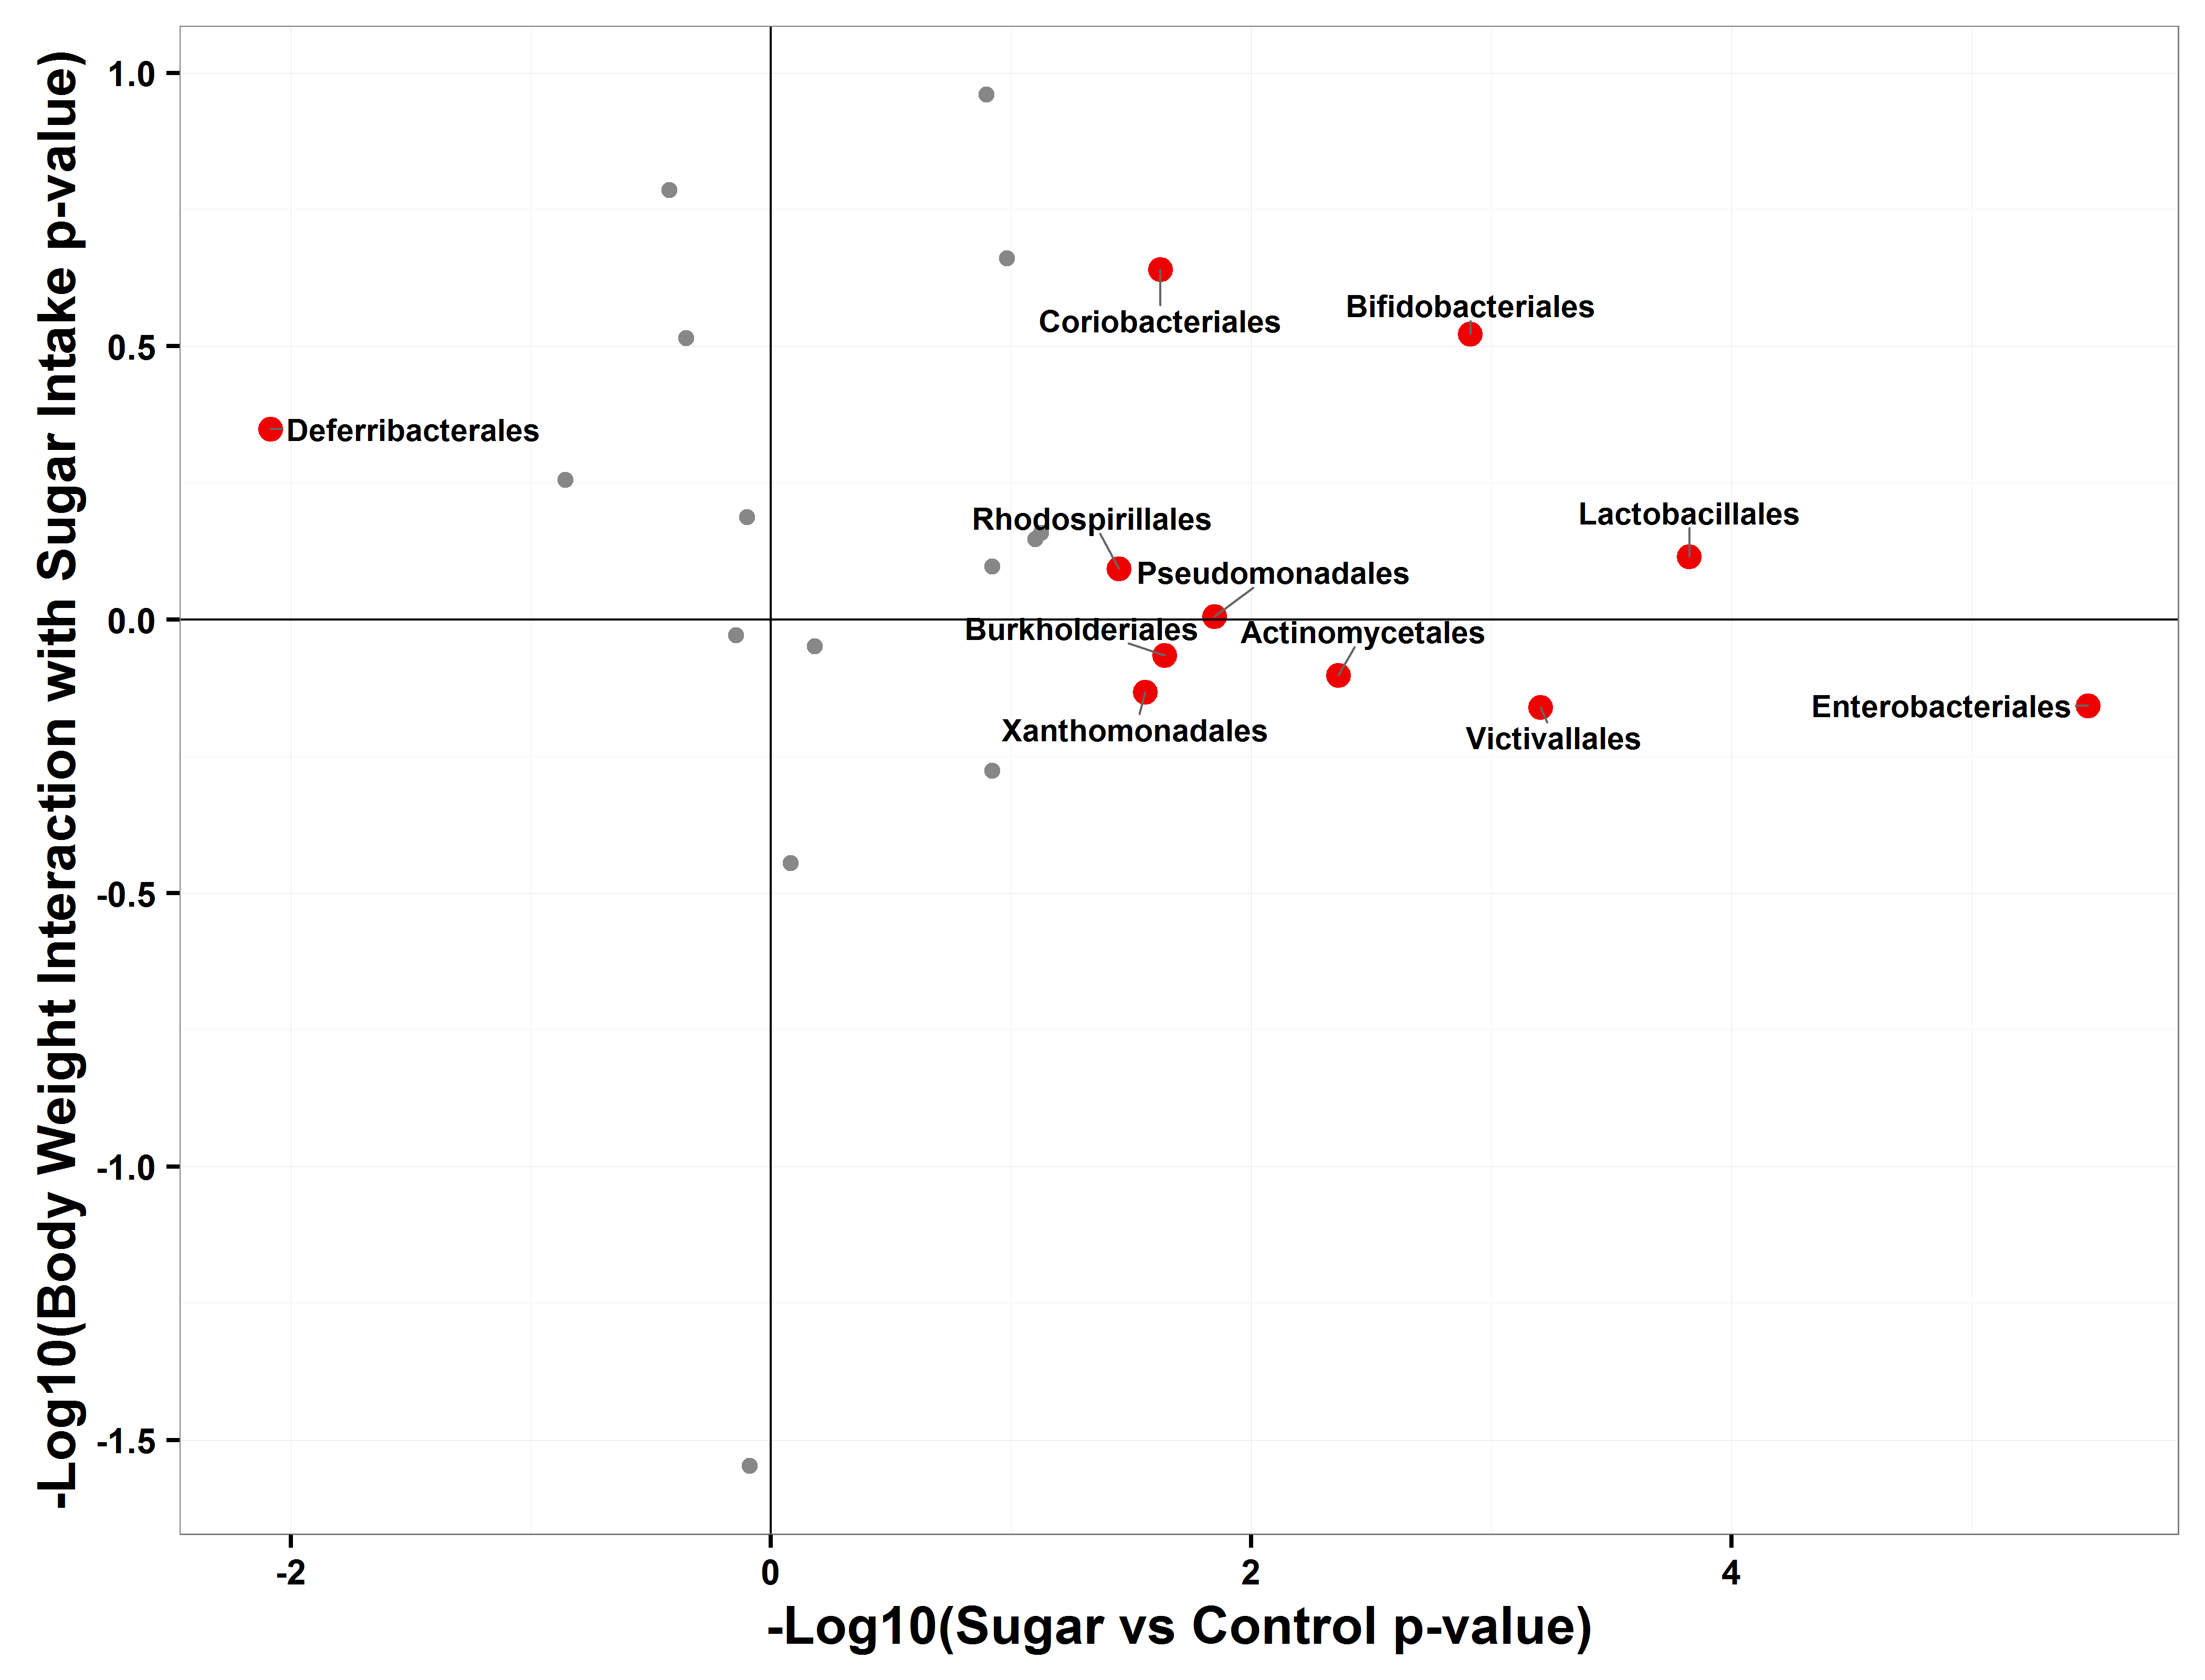 -Log10(Body Weight Interaction with Sugar Intake p-value)
1.0
0.5
0.0
-0.5
-1.0
-1.5
Coriobacteriales
Bifidobacteriales
Deferribacterales
Rhodospirillales
Lactobacillales
Pseudomonadales
Burkholderiales
Actinomycetales
Xanthomonadales
Victivallales
Enterobacteriales
-2
0
2
4
-Log10(Sugar vs Control p-value)